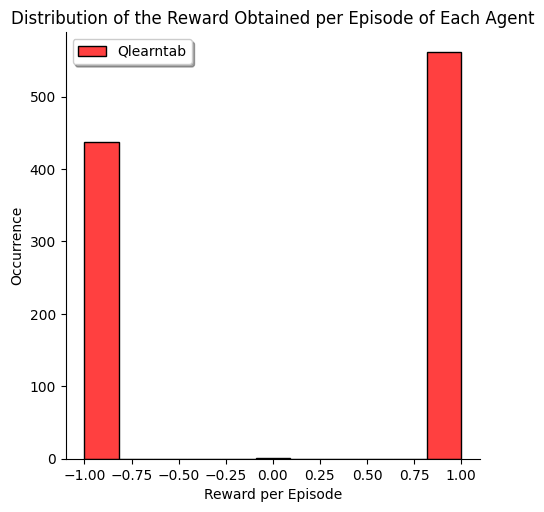 Distribution of the Reward Obtained per Episode of Each Agent
Qlearntab
500
400
300
200
100
0
Occurrence
−1.00 −0.75 −0.50 −0.25 0.00 0.25 0.50 0.75 1.00
Reward per Episode